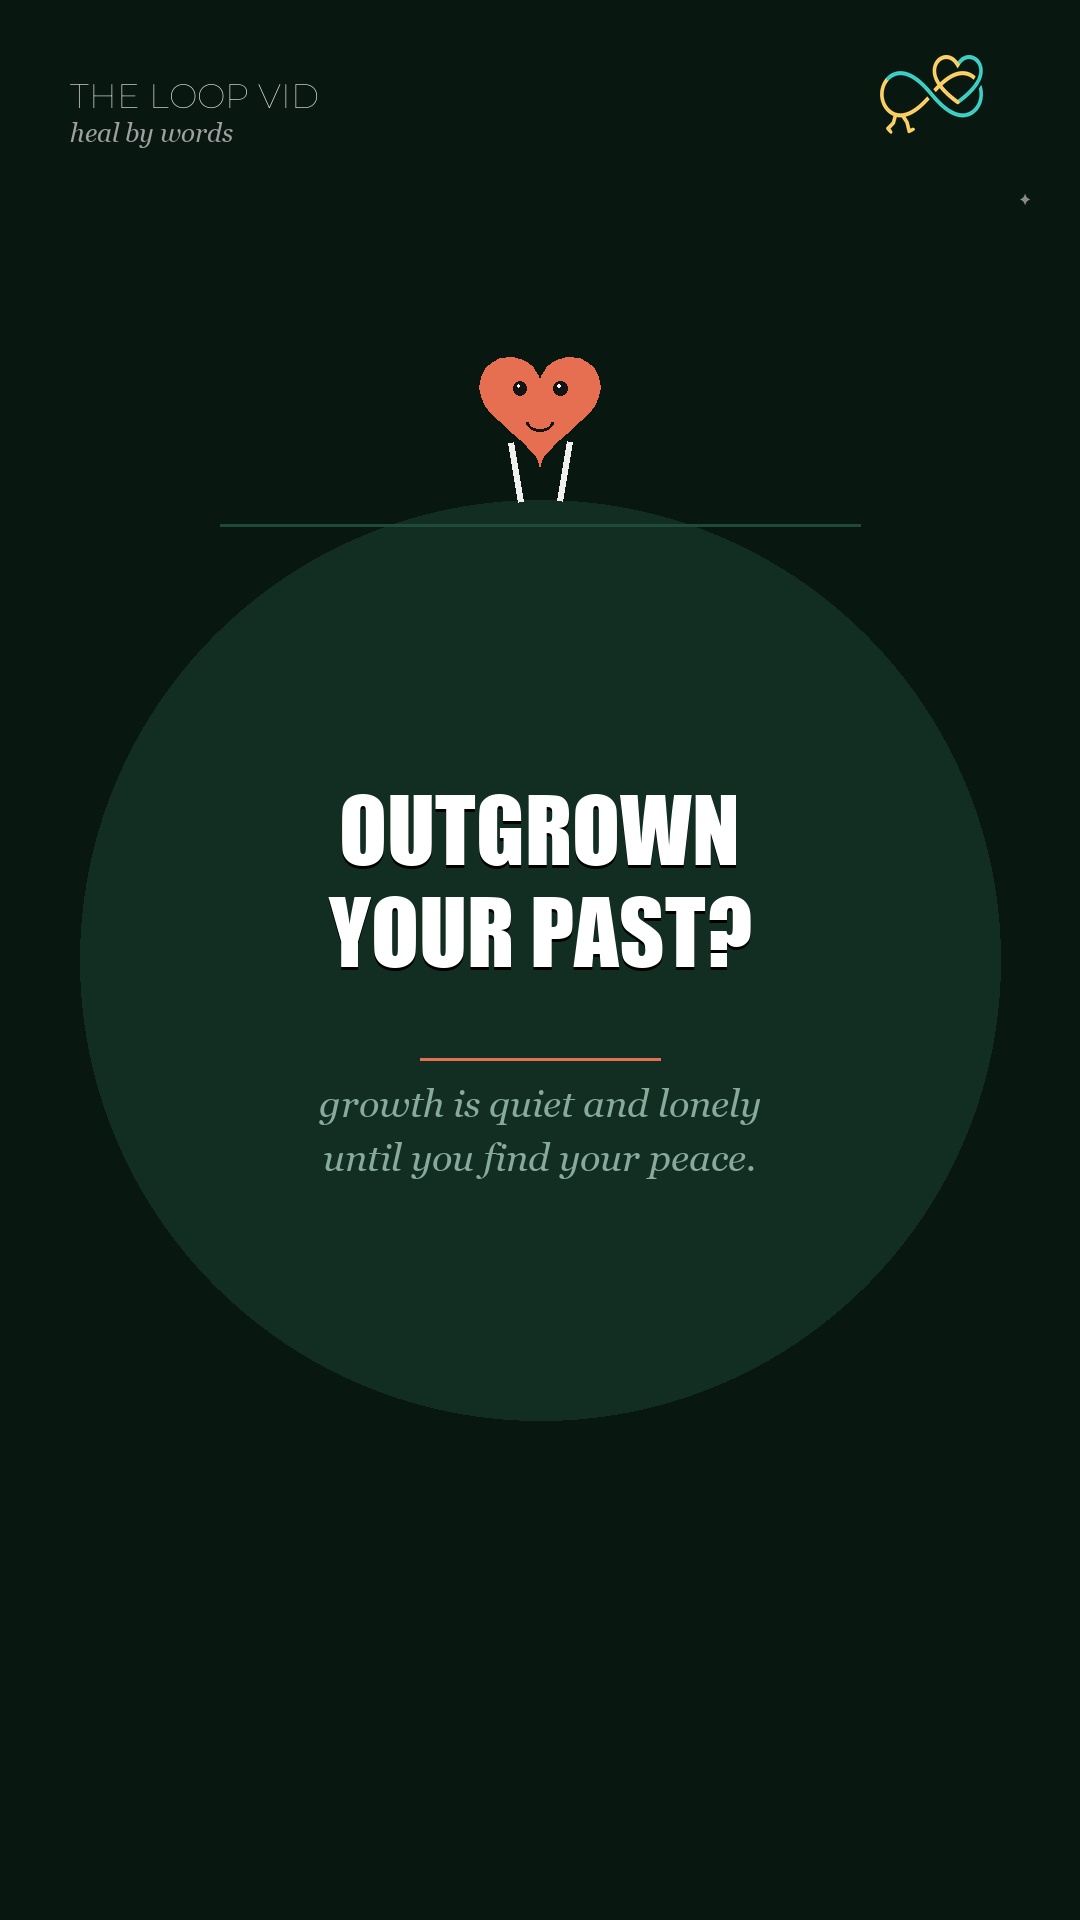 THE LOOP VID
heal by words
OUTGROWN
YOUR PAST?
growth is quiet and lonely
until you find your peace.